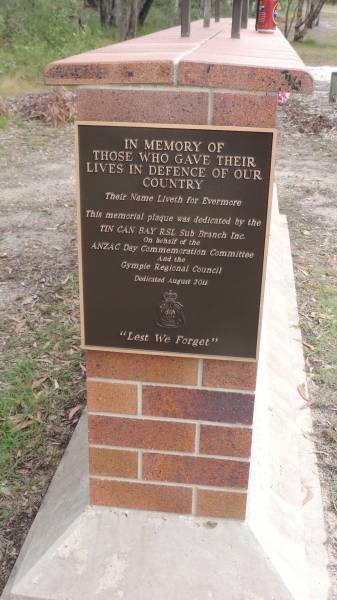 IN MEMORY OF
THOSE WHO GAVE THEIR
LIVES IN DEFENCE OF OUR
COUNTRY
Their Name Liveth for Evermore
This memorial plaque was dedicated by the
TIN CAN BAY RSL Sub Branch Inc.
On behalf of the
ANZAC Day Commemoration Committee
And the
Gympie Regional Council
Dedicated August 2011
"Lest We Forget"